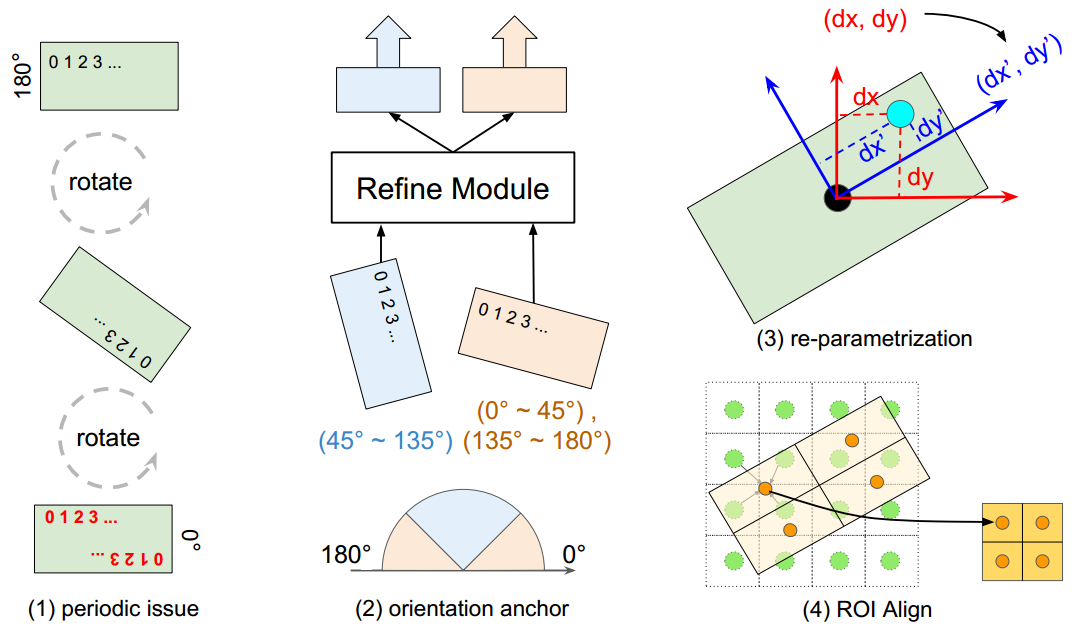 180°
0 1 2 3 ...
rotate
0 1 2 3 ...
rotate
0 1 2 3 ...
0 1 2 3 ...
0°
(1) periodic issue
Refine Module
0 1 2 3 ...
0 1 2 3 ...
(45° ~ 135°)
(0° ~ 45°) ,
(135° ~ 180°)
180°
0°
(2) orientation anchor
(dx, dy)
(dx', dy')
dx
dy'
dx'
dy
(3) re-parametrization
(4) ROI Align